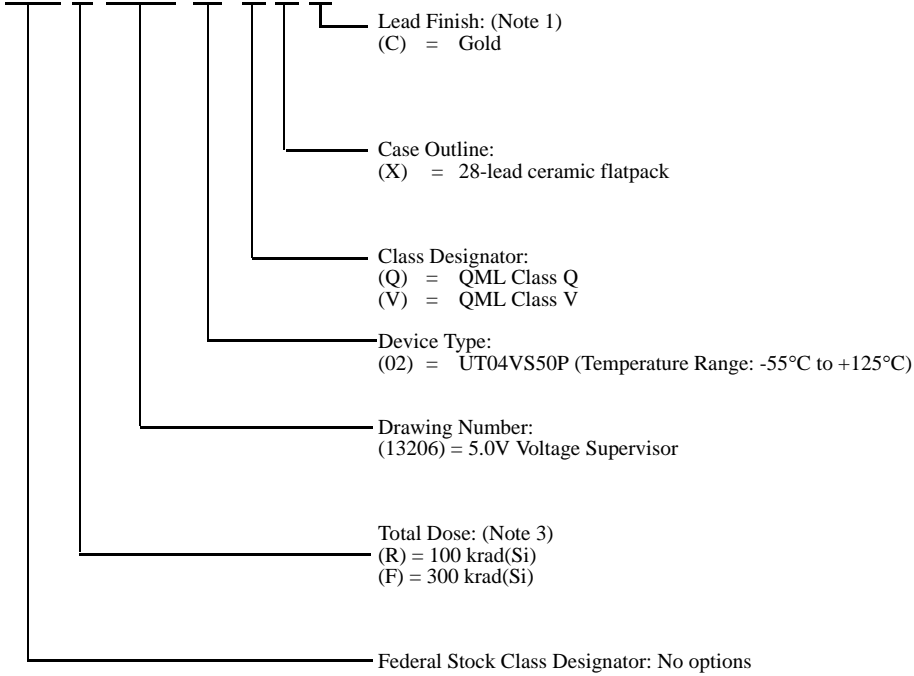 Lead Finish: (Note 1)
(C) = Gold
Case Outline:
(X) = 28-lead ceramic flatpack
Class Designator:
(Q) = QML Class Q
(V) = QML Class V
Device Type:
(02) = UT04VS50P (Temperature Range: -55°C to +125°C)
Drawing Number:
(13206) = 5.0V Voltage Supervisor
Total Dose: (Note 3)
(R) = 100 krad(Si)
(F) = 300 krad(Si)
Federal Stock Class Designator: No options